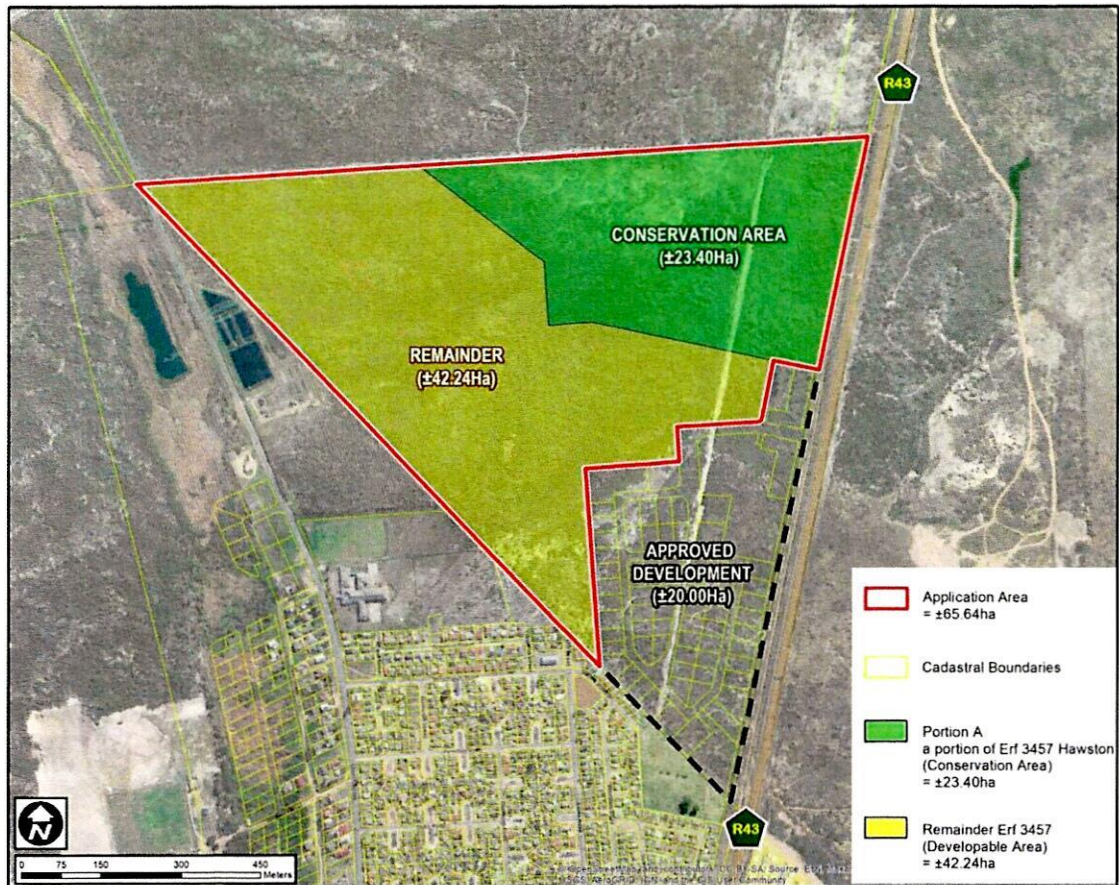 R43
CONSERVATION AREA
(±23.40Ha)
REMAINDER
(±42.24Ha)
APPROVED
DEVELOPMENT
(±20.00Ha)
R43
Application Area
= ±65.64ha
Cadastral Boundaries
Portion A
a portion of Erf 3457 Hawston
(Conservation Area)
= ±23.40ha
Remainder Erf 3457
(Developable Area)
= ±42.24ha
N
0 75 150 300 450
Meters
User Community